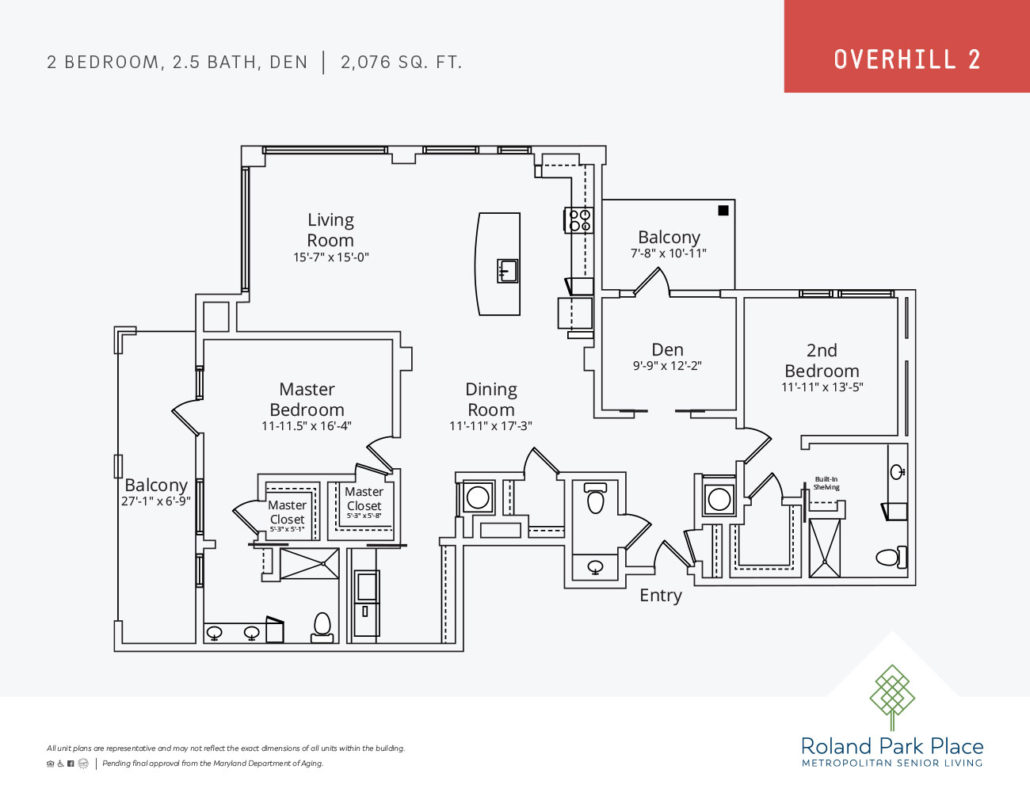 2 BEDROOM, 2.5 BATH, DEN | 2,076 SQ. FT.
OVERHILL 2
Living
Room
15'-7" x 15'-0"
Balcony
7'-8" x 10'-11"
Den
9'-9" x 12'-2"
2nd
Bedroom
11'-11" x 13'-5"
Master
Bedroom
11-11.5" x 16'-4"
Dining
Room
11'-11" x 17'-3"
Balcony
27'-1" x 6'-9"
Master
Closet
5'-3" x 5'-1"
Master
Closet
5'-3" x 5'-8"
Built-In
Shelving
Entry
Roland Park Place
METROPOLITAN SENIOR LIVING
All unit plans are representative and may not reflect the exact dimensions of all units within the building.
| Pending final approval from the Maryland Department of Aging.